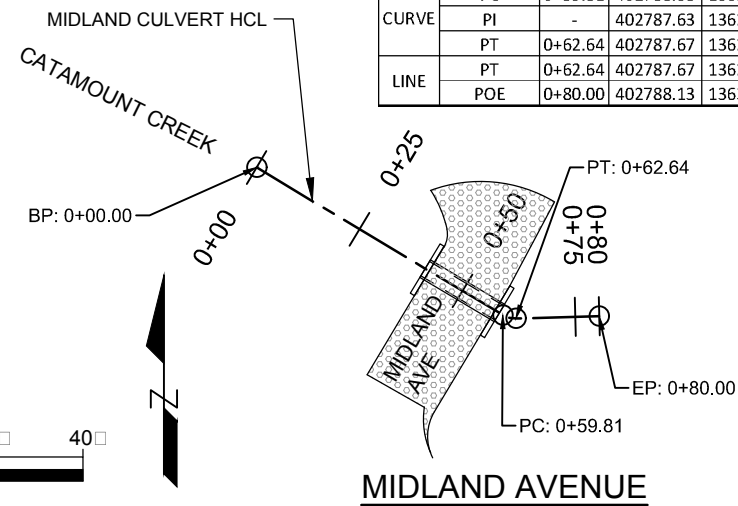 MIDLAND CULVERT HCL
CATAMOUNT CREEK
CURVE
PI - 402787.63
PT 0+62.64 402787.67
LINE
PT 0+62.64 402787.67
POE 0+80.00 402788.13
0+25
PT: 0+62.64
BP: 0+00.00
0+00
0+50
0+75
0+80
MIDLAND
AVE
EP: 0+80.00
PC: 0+59.81
Z
40
MIDLAND AVENUE